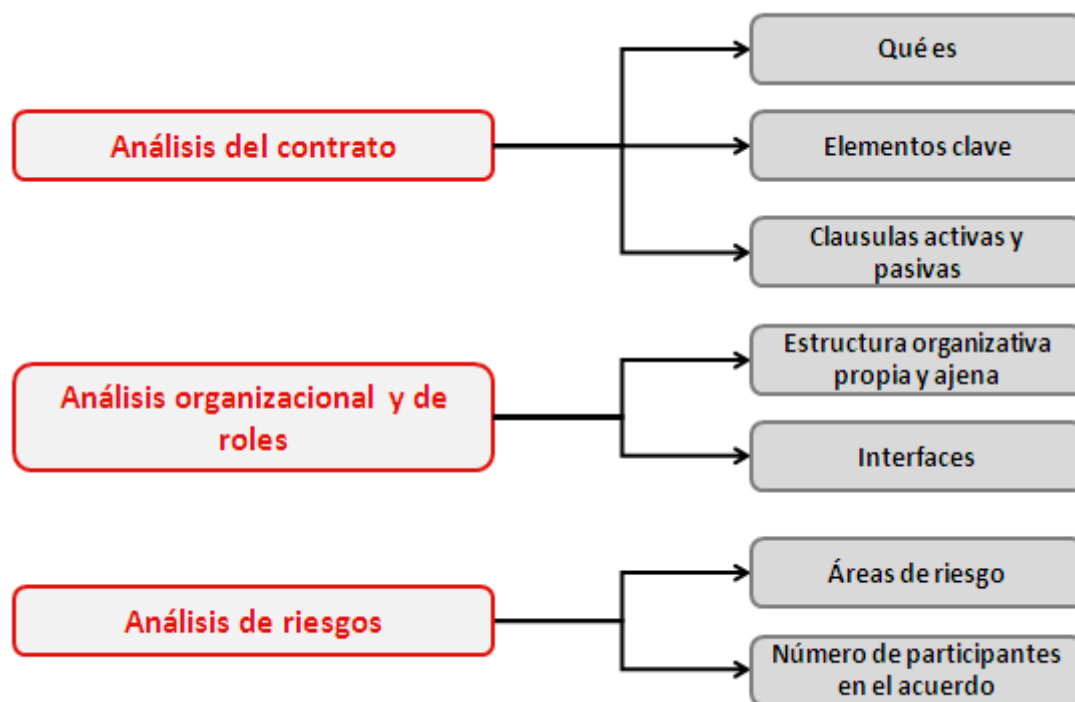 Análisis del contrato
Qué es
Elementos clave
Clausulas activas y
pasivas
Análisis organizacional y de
roles
Estructura organizativa
propia y ajena
Interfaces
Análisis de riesgos
Áreas de riesgo
Número de participantes
en el acuerdo